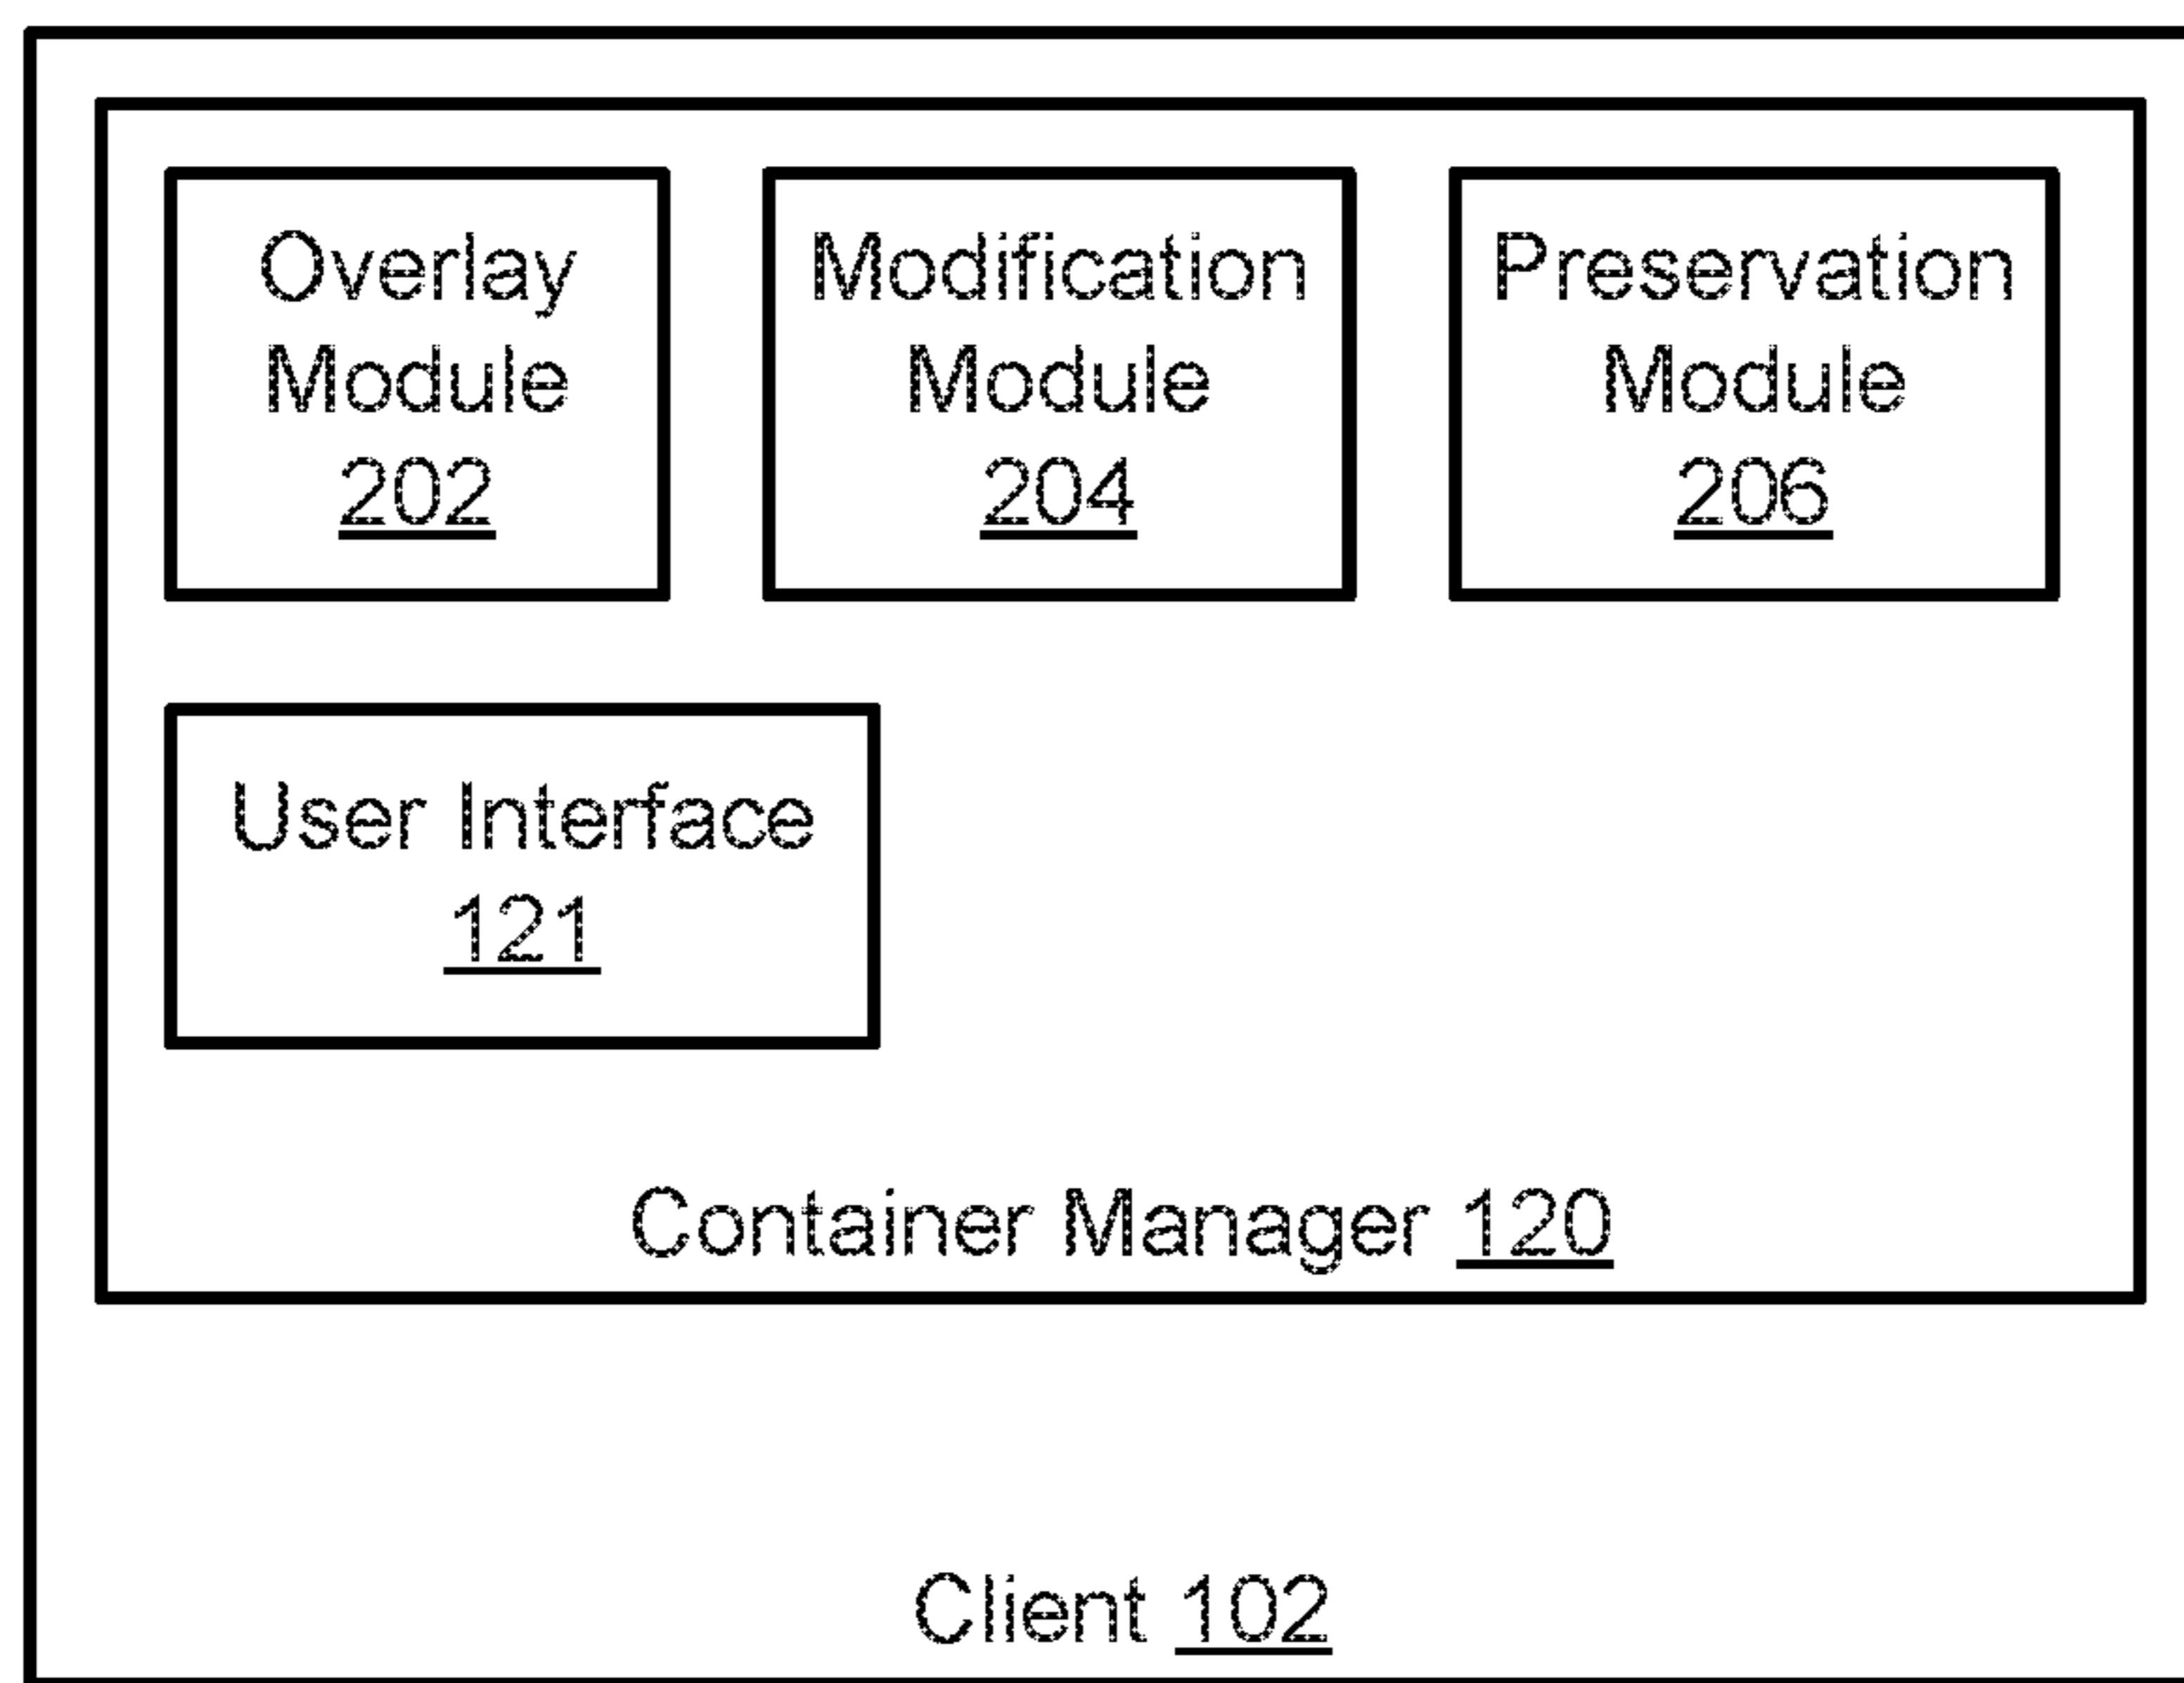 Overlay
Module
202
Modification
Module
204
Preservation
Module
206
User Interface
121
Container Manager 120
Client 102